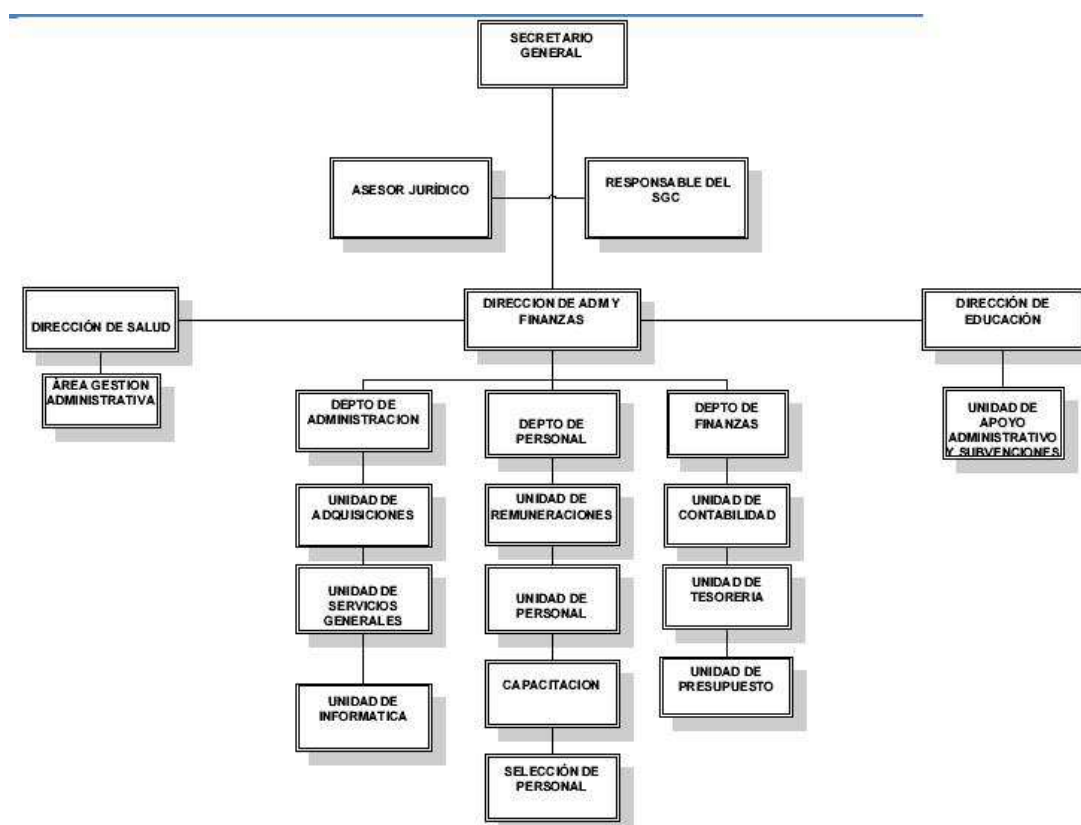 SECRETARIO
GENERAL
ASESOR JURÍDICO
RESPONSABLE DEL
SGC
DIRECCIÓN DE SALUD
DIRECCION DE ADM Y
FINANZAS
DIRECCIÓN DE
EDUCACIÓN
ÀREA GESTION
ADMINISTRATIVA
UNIDAD DE
APOYO
ADMINISTRATIVO
Y SUBVENCIONES
DEPTO DE
ADMINISTRACION
DEPTO DE
PERSONAL
DEPTO DE
FINANZAS
UNIDAD DE
ADQUISICIONES
UNIDAD DE
REMUNERACIONES
UNIDAD DE
CONTABILIDAD
UNIDAD DE
SERVICIOS
GENERALES
UNIDAD DE
PERSONAL
UNIDAD DE
TESORERIA
UNIDAD DE
INFORMATICA
CAPACITACION
UNIDAD DE
PRESUPUESTO
SELECCIÓN DE
PERSONAL